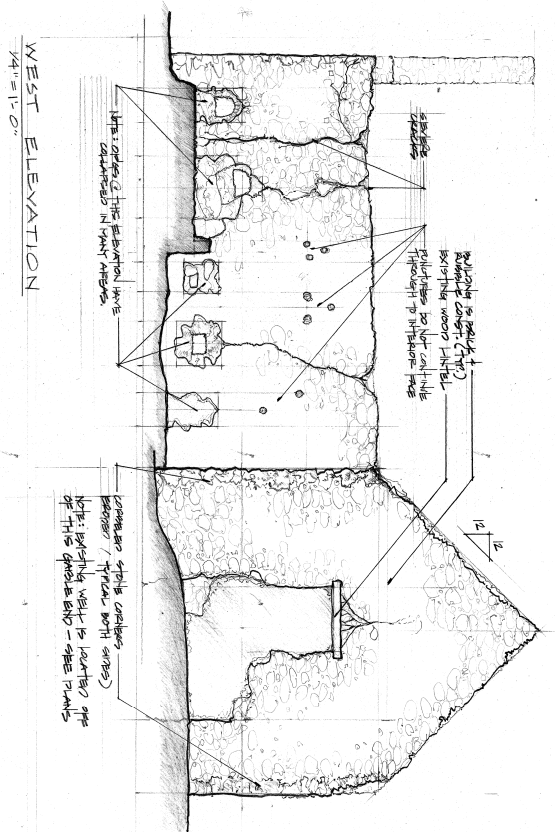 SEVERE
CRACKS
BUILDING IS BRICK &
RUBBLE CONST. (TYP.)
EXISTING WOOD LINTEL
PUNCTURES DO NOT CONTINUE
THROUGH TO INTERIOR FACE
12
12
NOTE: OPGS. @ THIS ELEVATION HAVE
COLLAPSED IN MANY AREAS.
COPPELED STONE CORNERS
ERODED (TYPICAL BOTH SIDES)
NOTE: EXISTING WELL IS LOCATED OFF
OF THIS GABLE END - SEE PLANS
WEST ELEVATION
1/4" = 1'-0"